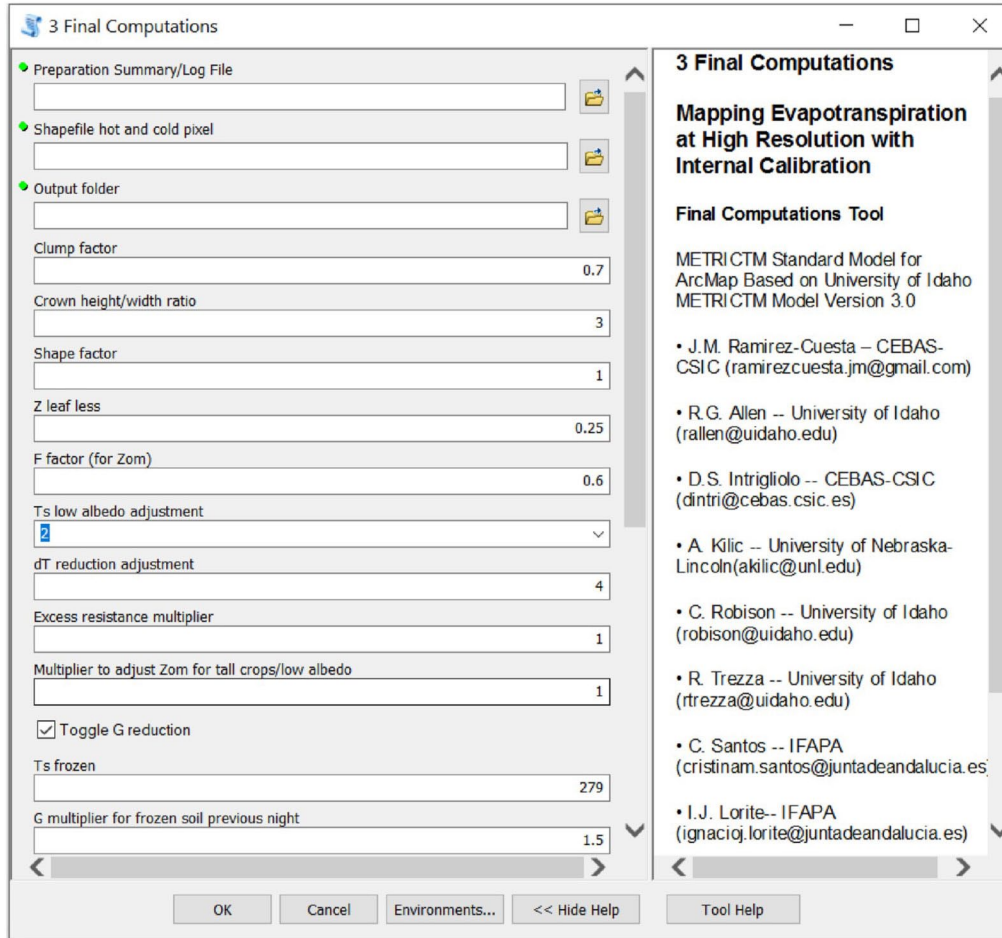 3 Final Computations
Preparation Summary/Log File
Shapefile hot and cold pixel
Output folder
Clump factor
0.7
Crown height/width ratio
3
Shape factor
1
Z leaf less
0.25
F factor (for Zom)
0.6
Ts low albedo adjustment
2
dT reduction adjustment
4
Excess resistance multiplier
1
Multiplier to adjust Zom for tall crops/low albedo
1
Toggle G reduction
Ts frozen
279
G multiplier for frozen soil previous night
1.5
3 Final Computations
Mapping Evapotranspiration
at High Resolution with
Internal Calibration
Final Computations Tool
METRICTM Standard Model for
ArcMap Based on University of Idaho
METRICTM Model Version 3.0
• J.M. Ramirez-Cuesta – CEBAS-
CSIC (ramirezcuesta.jm@gmail.com)
• R.G. Allen -- University of Idaho
(rallen@uidaho.edu)
• D.S. Intrigliolo -- CEBAS-CSIC
(dintri@cebas.csic.es)
• A. Kilic -- University of Nebraska-
Lincoln(akilic@unl.edu)
• C. Robison -- University of Idaho
(robison@uidaho.edu)
• R. Trezza -- University of Idaho
(rtrezza@uidaho.edu)
• C. Santos -- IFAPA
(cristinam.santos@juntadeandalucia.es)
• I.J. Lorite-- IFAPA
(ignacioj.lorite@juntadeandalucia.es)
OK
Cancel
Environments...
<< Hide Help
Tool Help